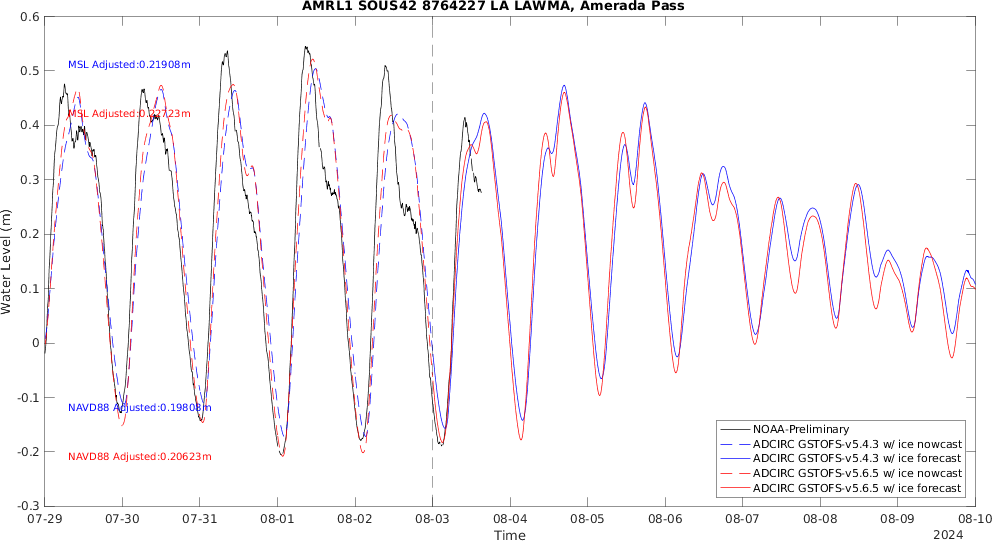 AMRL1 SOUS42 8764227 LA LAWMA, Amerada Pass
0.6
0.5
0.4
0.3
0.2
0.1
0
-0.1
-0.2
-0.3
Water Level (m)
MSL Adjusted:0.21908m
MSL Adjusted:0.22723m
NAVD88 Adjusted:0.19808m
NAVD88 Adjusted:0.20623m
NOAA-Preliminary
ADCIRC GSTOFS-v5.4.3 w/ ice nowcast
ADCIRC GSTOFS-v5.4.3 w/ ice forecast
ADCIRC GSTOFS-v5.6.5 w/ ice nowcast
ADCIRC GSTOFS-v5.6.5 w/ ice forecast
07-29 07-30 07-31 08-01 08-02 08-03 08-04 08-05 08-06 08-07 08-08 08-09 08-10
Time
2024